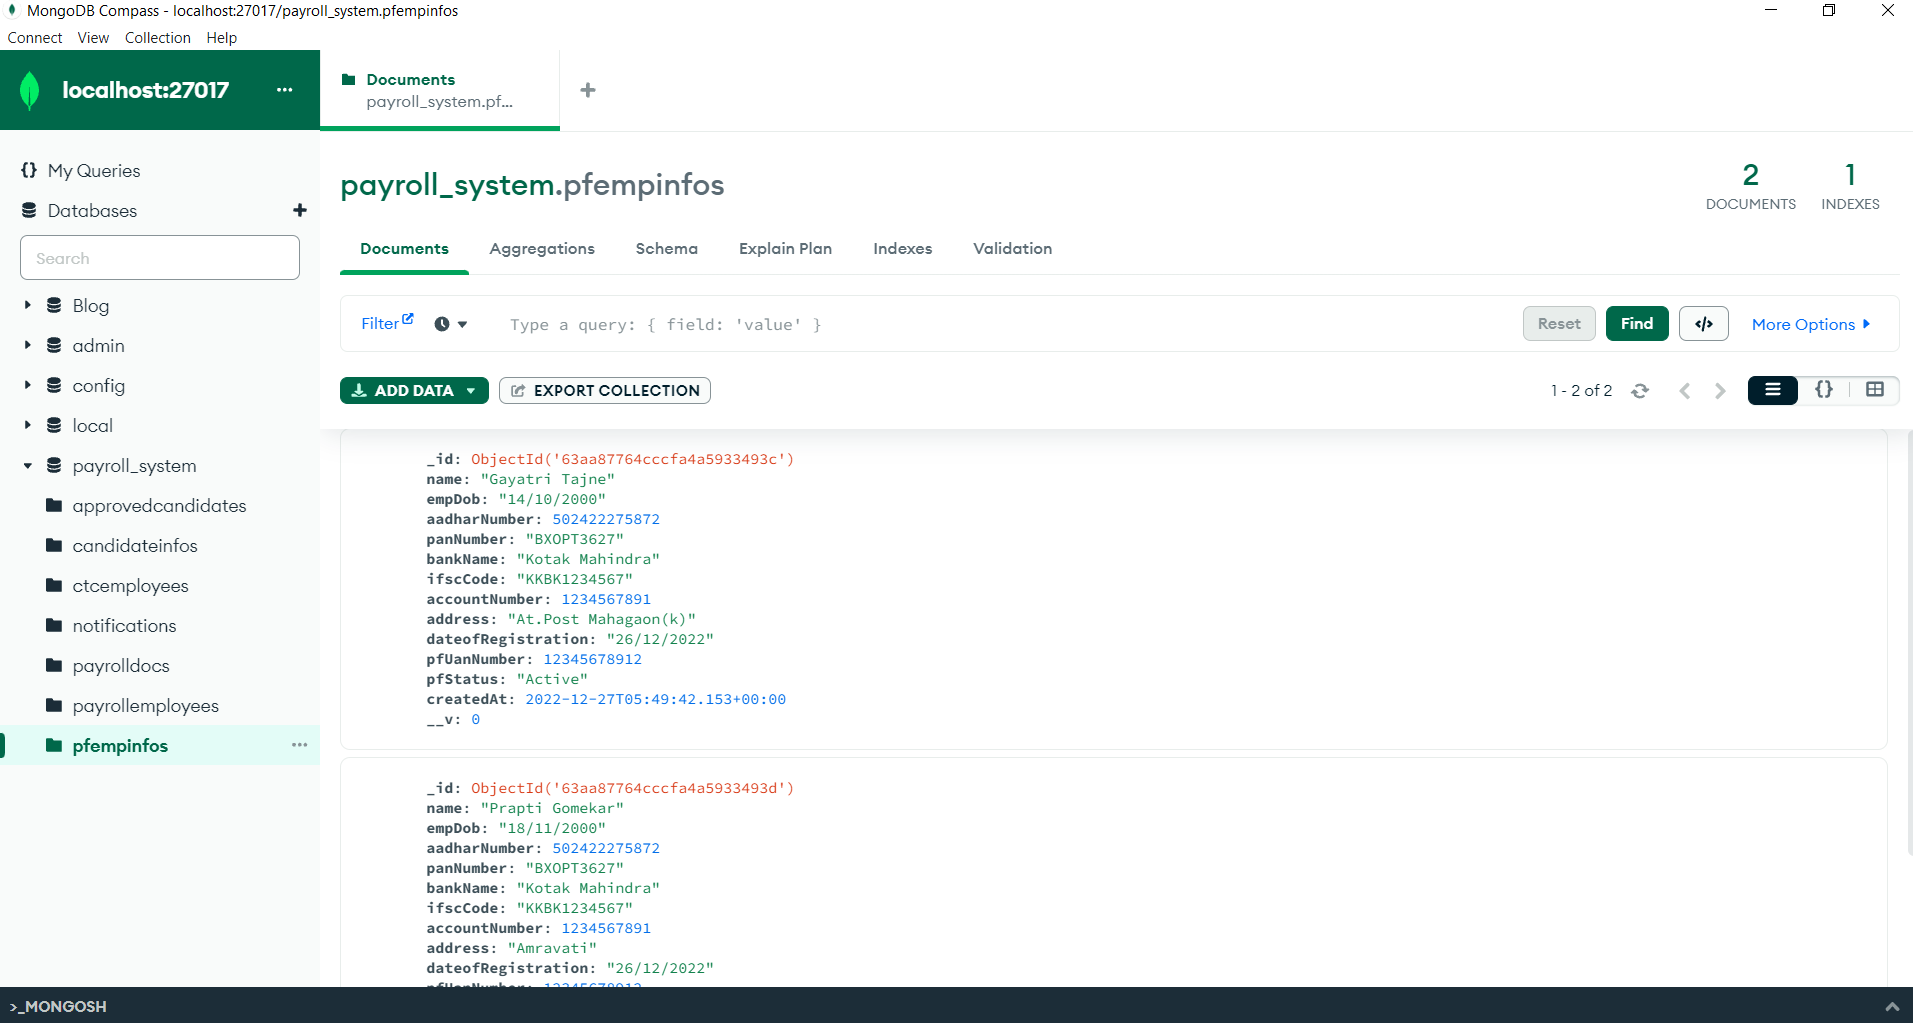 MongoDB Compass - localhost:27017/payroll_system.pfempinfos
Connect View Collection Help
localhost:27017 ...
Documents
payroll_system.pf...
+
{} My Queries
Databases +
Search
Blog
admin
config
local
payroll_system
approvedcandidates
candidateinfos
ctcemployees
notifications
payrolldocs
payrollemployees
pfempinfos ...
payroll_system.pfempinfos
2
DOCUMENTS
1
INDEXES
Documents Aggregations Schema Explain Plan Indexes Validation
Filter Type a query: { field: 'value' } Reset Find </> More Options
ADD DATA EXPORT COLLECTION 1 - 2 of 2 {}
_id: ObjectId('63aa87764cccfa4a5933493c')
name: "Gayatri Tajne"
empDob: "14/10/2000"
aadharNumber: 502422275872
panNumber: "BXOPT3627"
bankName: "Kotak Mahindra"
ifscCode: "KKBK1234567"
accountNumber: 1234567891
address: "At.Post Mahagaon(k)"
dateofRegistration: "26/12/2022"
pfUanNumber: 12345678912
pfStatus: "Active"
createdAt: 2022-12-27T05:49:42.153+00:00
__v: 0
_id: ObjectId('63aa87764cccfa4a5933493d')
name: "Prapti Gomekar"
empDob: "18/11/2000"
aadharNumber: 502422275872
panNumber: "BXOPT3627"
bankName: "Kotak Mahindra"
ifscCode: "KKBK1234567"
accountNumber: 1234567891
address: "Amravati"
dateofRegistration: "26/12/2022"
pfUanNumber: 12345678912
>_MONGOSH